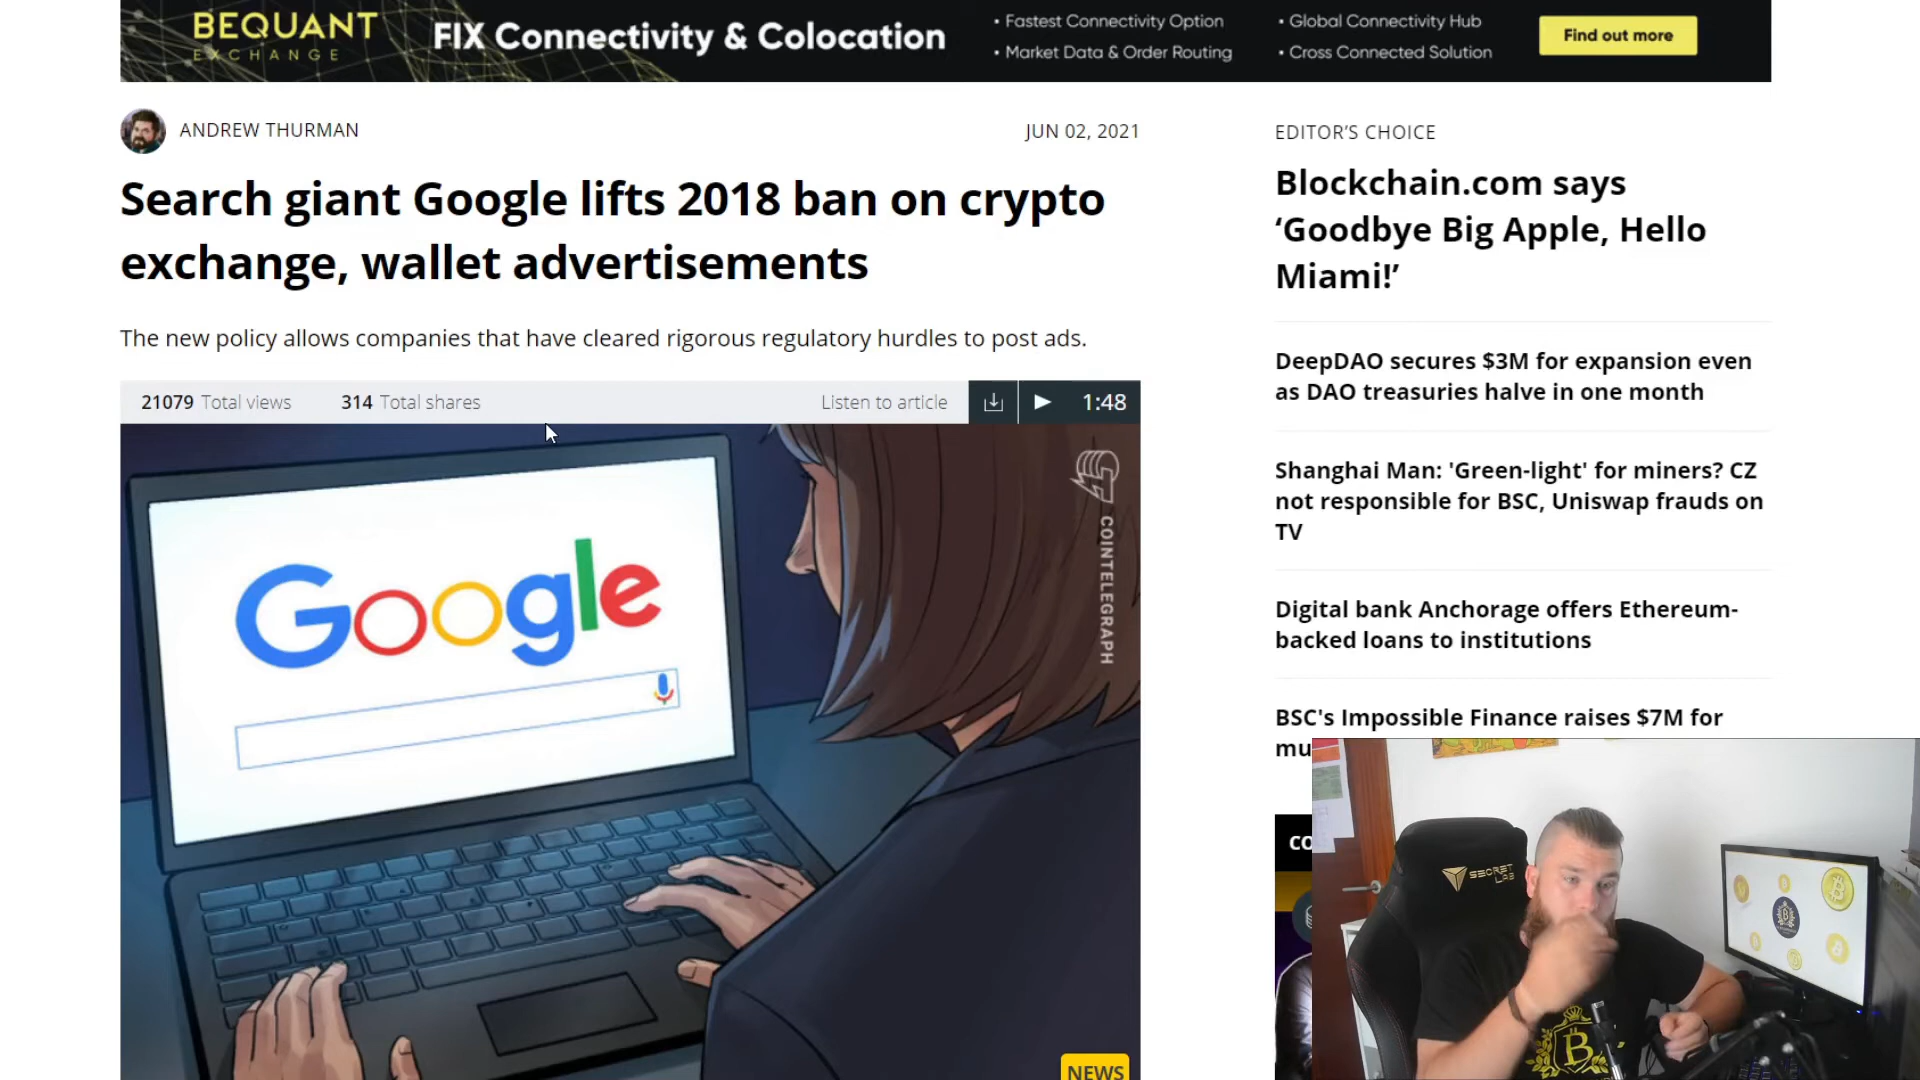 BEQUANT
EXCHANGE
FIX Connectivity & Colocation
• Fastest Connectivity Option
• Market Data & Order Routing
• Global Connectivity Hub
• Cross Connected Solution
Find out more
ANDREW THURMAN
JUN 02, 2021
Search giant Google lifts 2018 ban on crypto
exchange, wallet advertisements
The new policy allows companies that have cleared rigorous regulatory hurdles to post ads.
21079 Total views
314 Total shares
Listen to article
1:48
Google
COINTELEGRAPH
NEWS
EDITOR'S CHOICE
Blockchain.com says
‘Goodbye Big Apple, Hello
Miami!’
DeepDAO secures $3M for expansion even
as DAO treasuries halve in one month
Shanghai Man: 'Green-light' for miners? CZ
not responsible for BSC, Uniswap frauds on
TV
Digital bank Anchorage offers Ethereum-
backed loans to institutions
BSC's Impossible Finance raises $7M for
mu
CO
SECRET
LAB
B